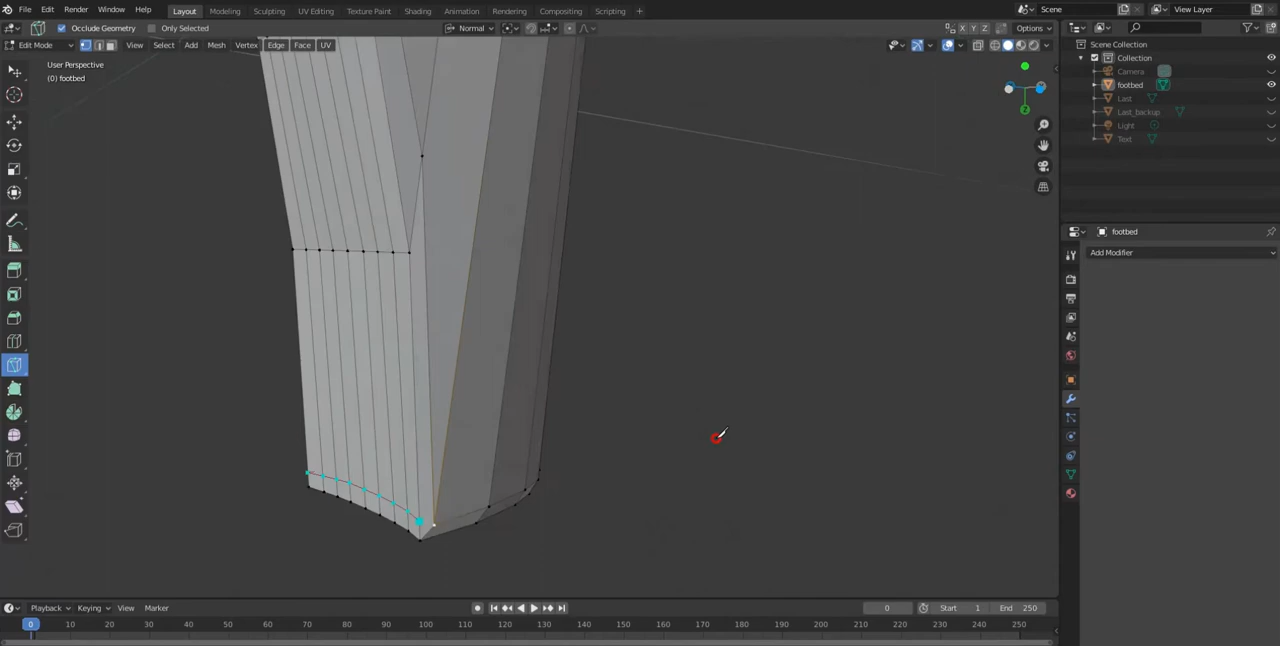 File Edit Render Window Help Layout Modeling Sculpting UV Editing Texture Paint Shading Animation Rendering Compositing Scripting + Scene View Layer
Occlude Geometry Only Selected Normal X Y Z Options
Edit Mode View Select Add Mesh Vertex Edge Face UV
User Perspective
(0) footbed
Z
Scene Collection
Collection
Camera
footbed
Last
Last_backup
Light
Text
footbed
Add Modifier
Playback Keying View Marker 0 Start 1 End 250
0 10 20 30 40 50 60 70 80 90 100 110 120 130 140 150 160 170 180 190 200 210 220 230 240 250